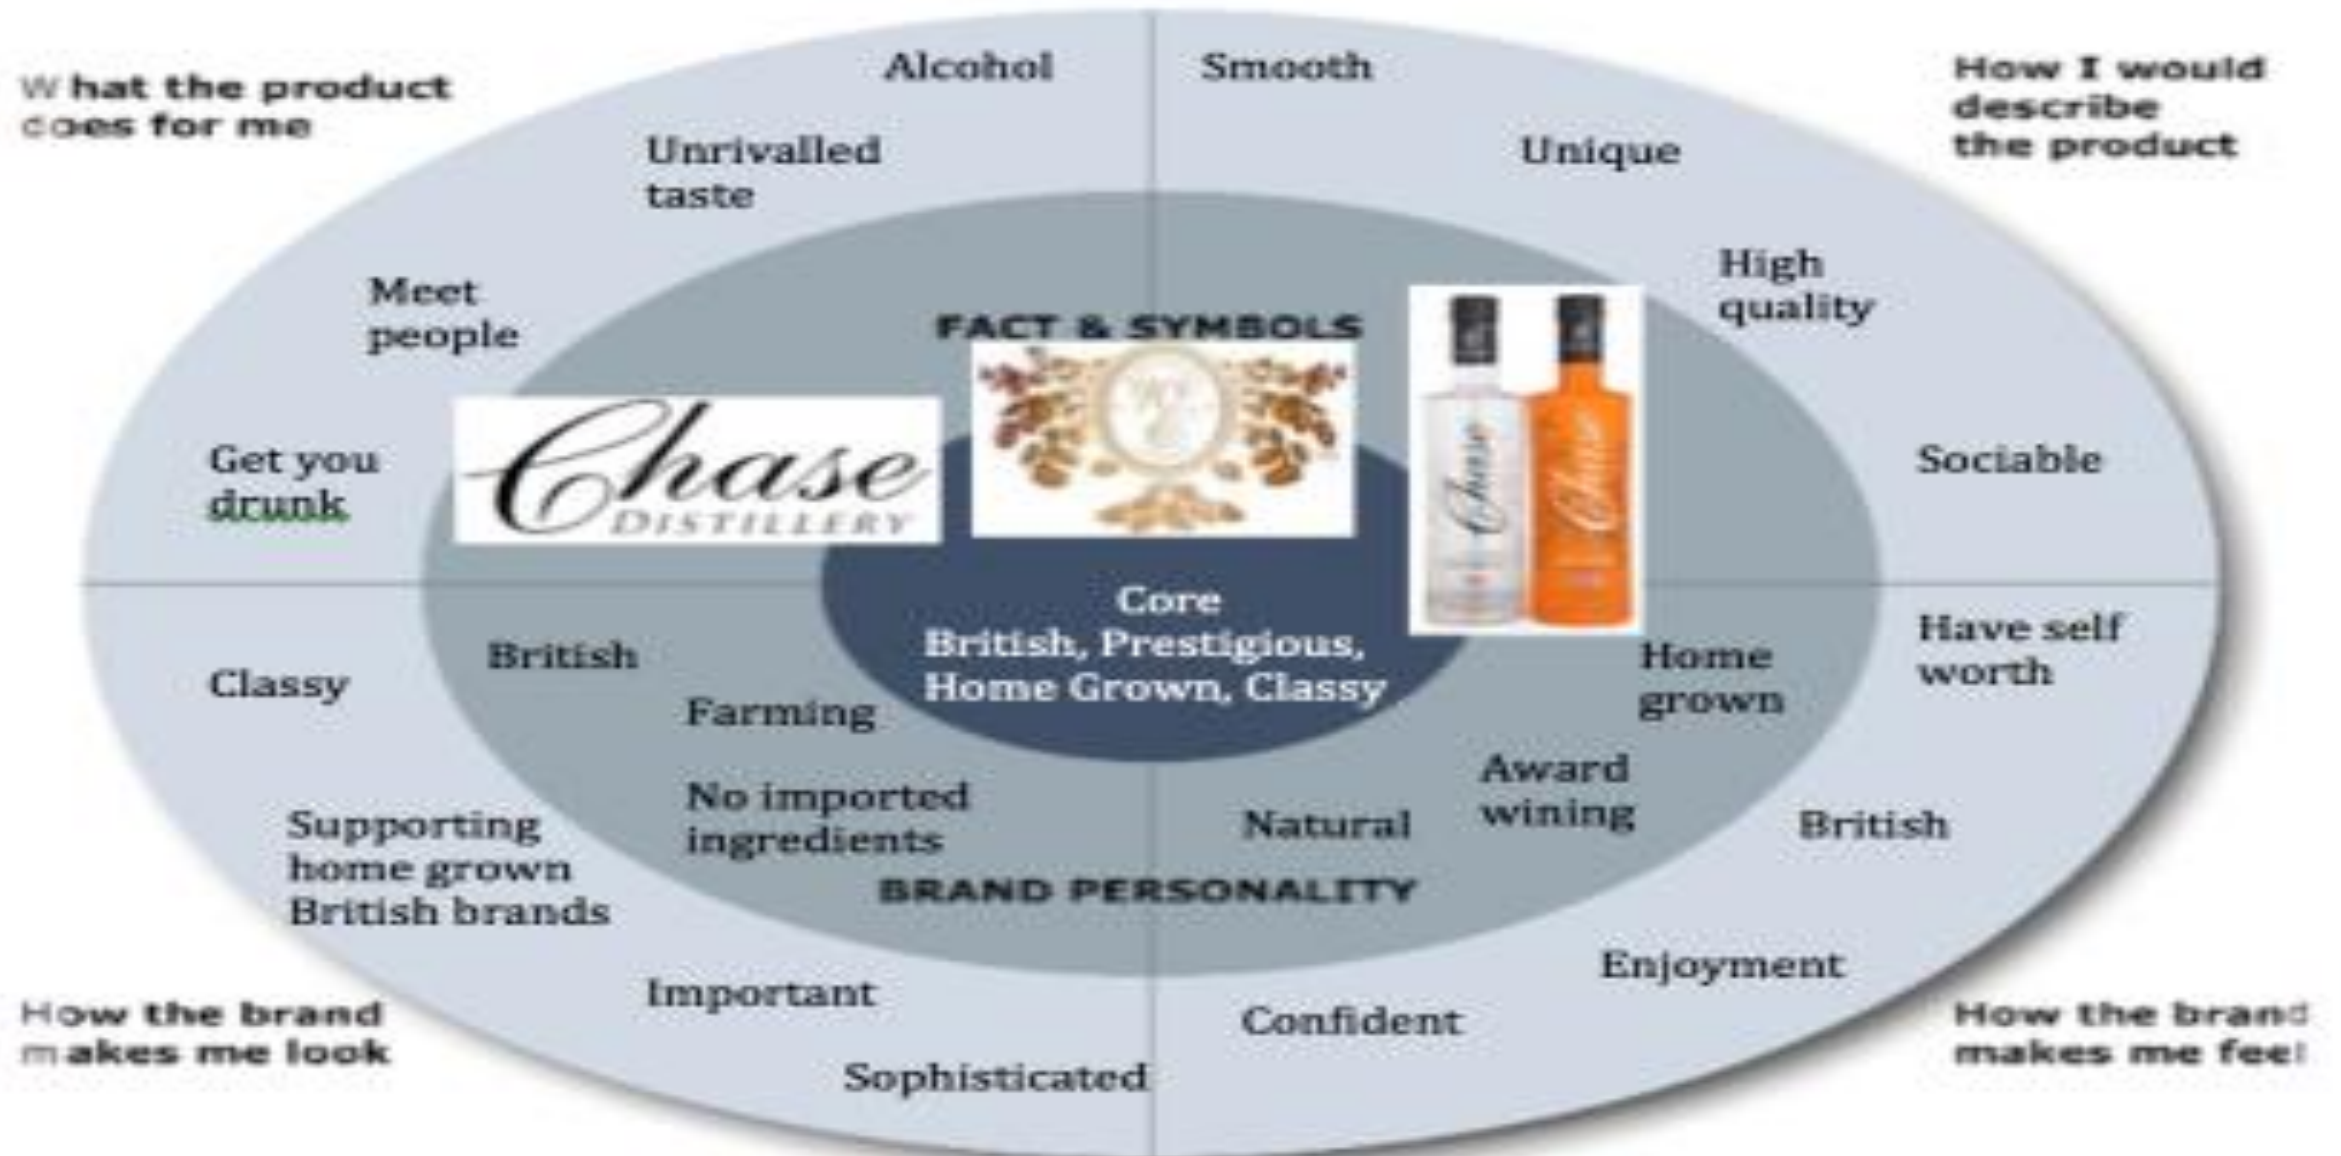 What the product
does for me
Alcohol
Unrivalled
taste
Meet
people
Get you
drunk
Smooth
Unique
High
quality
Sociable
How I would
describe
the product
FACT & SYMBOLS
Chase
DISTILLERY
Chase
Chase
Core
British, Prestigious,
Home Grown, Classy
British
Farming
No imported
ingredients
Natural
Award
wining
Home
grown
BRAND PERSONALITY
Classy
Supporting
home grown
British brands
Important
Sophisticated
How the brand
makes me look
Have self
worth
British
Enjoyment
Confident
How the brand
makes me feel